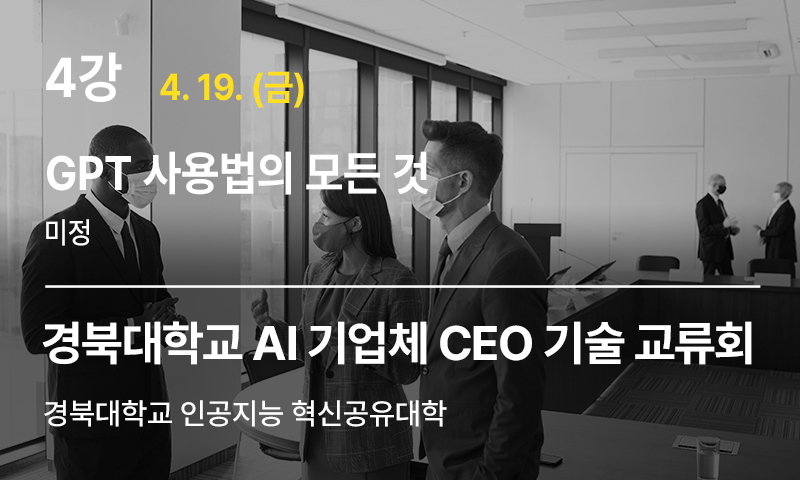 4강 4. 19. (금)
GPT 사용법의 모든 것
미정
경북대학교 AI 기업체 CEO 기술 교류회
경북대학교 인공지능 혁신공유대학